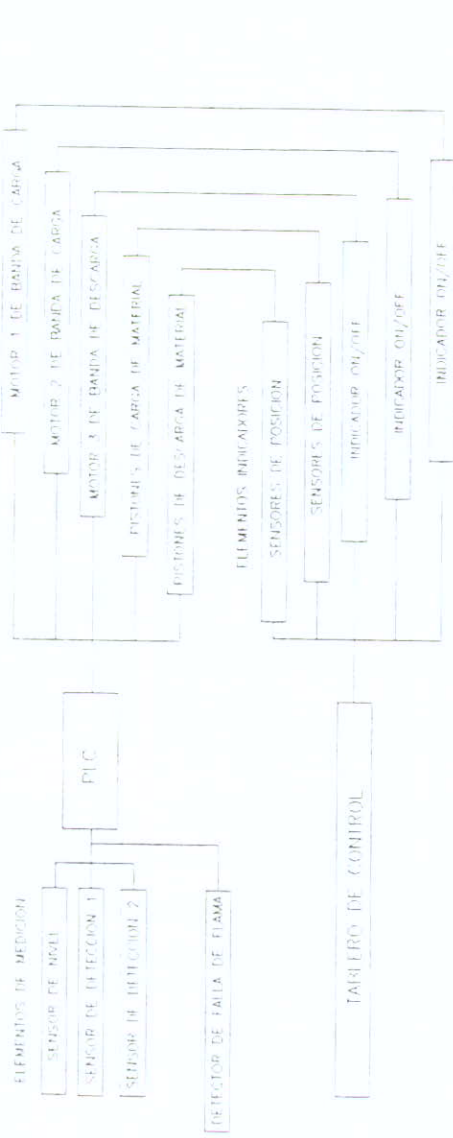 ELEMENTOS DE MEDICION
SENSOR DE NIVEL
SENSOR DE DETECCION 1
SENSOR DE DETECCION 2
DETECTOR DE FALLA DE FLAMA
PLC
MOTOR 1 DE BANDA DE CARGA
MOTOR 2 DE BANDA DE CARGA
MOTOR 3 DE BANDA DE DESCARGA
PISTONES DE CARGA DE MATERIAL
PISTONES DE DESCARGA DE MATERIAL
ELEMENTOS INDICADORES
SENSORES DE POSICION
SENSORES DE POSICION
INDICADOR ON/OFF
INDICADOR ON/OFF
INDICADOR ON/OFF
TABLERO DE CONTROL